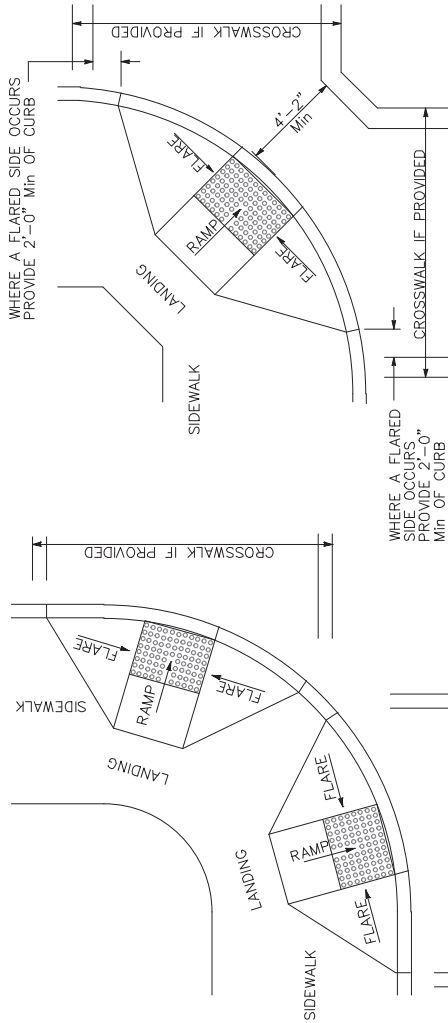 WHERE A FLARED SIDE OCCURS
PROVIDE 2'-0" Min OF CURB
CROSSWALK IF PROVIDED
FLARE
RAMP
FLARE
LANDING
4'-2"
Min
SIDEWALK
CROSSWALK IF PROVIDED
WHERE A FLARED
SIDE OCCURS
PROVIDE 2'-0"
Min OF CURB
CROSSWALK IF PROVIDED
SIDEWALK
FLARE
RAMP
FLARE
LANDING
FLARE
RAMP
LANDING
FLARE
SIDEWALK